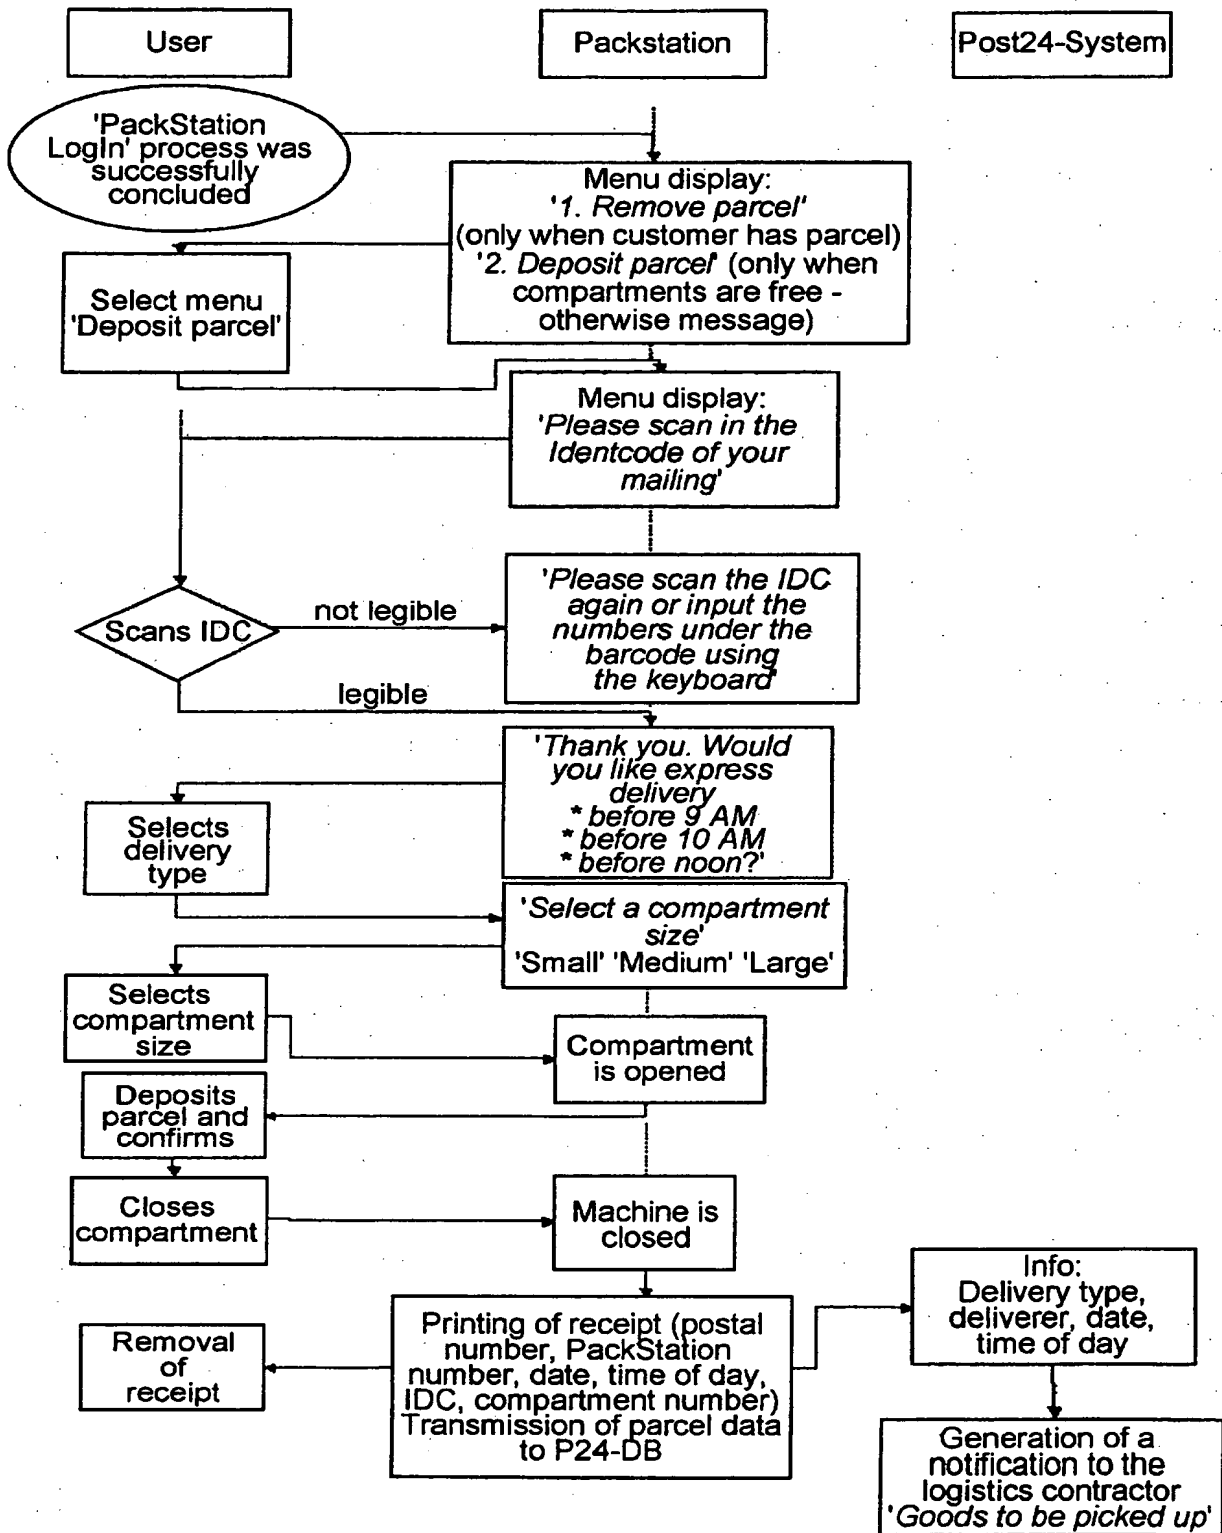 User
Packstation
Post24-System
'PackStation
LogIn' process was
successfully
concluded
Menu display:
'1. Remove parcel'
(only when customer has parcel)
'2. Deposit parcel' (only when
compartments are free -
otherwise message)
Select menu
'Deposit parcel'
Menu display:
'Please scan in the
Identcode of your
mailing'
Scans IDC
not legible
'Please scan the IDC
again or input the
numbers under the
barcode using
the keyboard'
legible
'Thank you. Would
you like express
delivery
* before 9 AM
* before 10 AM
* before noon?'
Selects
delivery
type
'Select a compartment
size'
'Small' 'Medium' 'Large'
Selects
compartment
size
Compartment
is opened
Deposits
parcel and
confirms
Closes
compartment
Machine is
closed
Printing of receipt (postal
number, PackStation
number, date, time of day,
IDC, compartment number)
Transmission of parcel data
to P24-DB
Removal
of
receipt
Info:
Delivery type,
deliverer, date,
time of day
Generation of a
notification to the
logistics contractor
'Goods to be picked up'